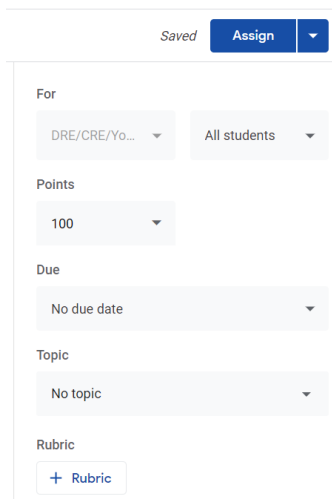 Saved Assign
For
DRE/CRE/Yo... All students
Points
100
Due
No due date
Topic
No topic
Rubric
+ Rubric